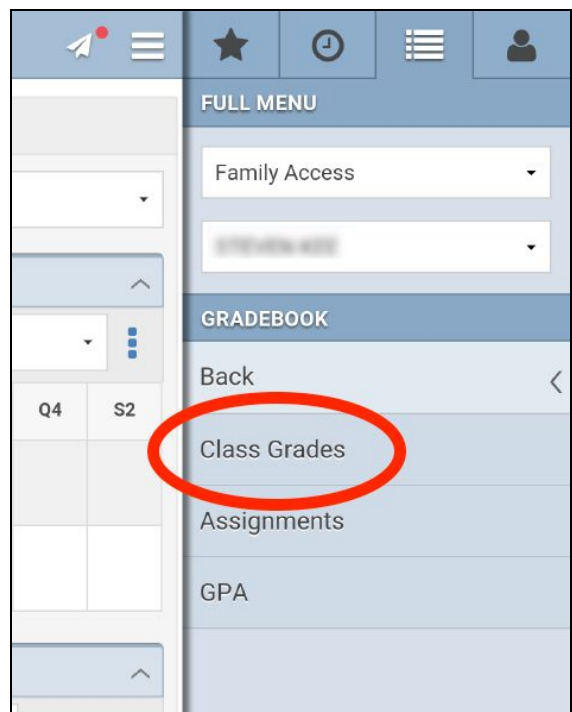 FULL MENU
Family Access
GRADEBOOK
Back
Q4 S2
Class Grades
Assignments
GPA